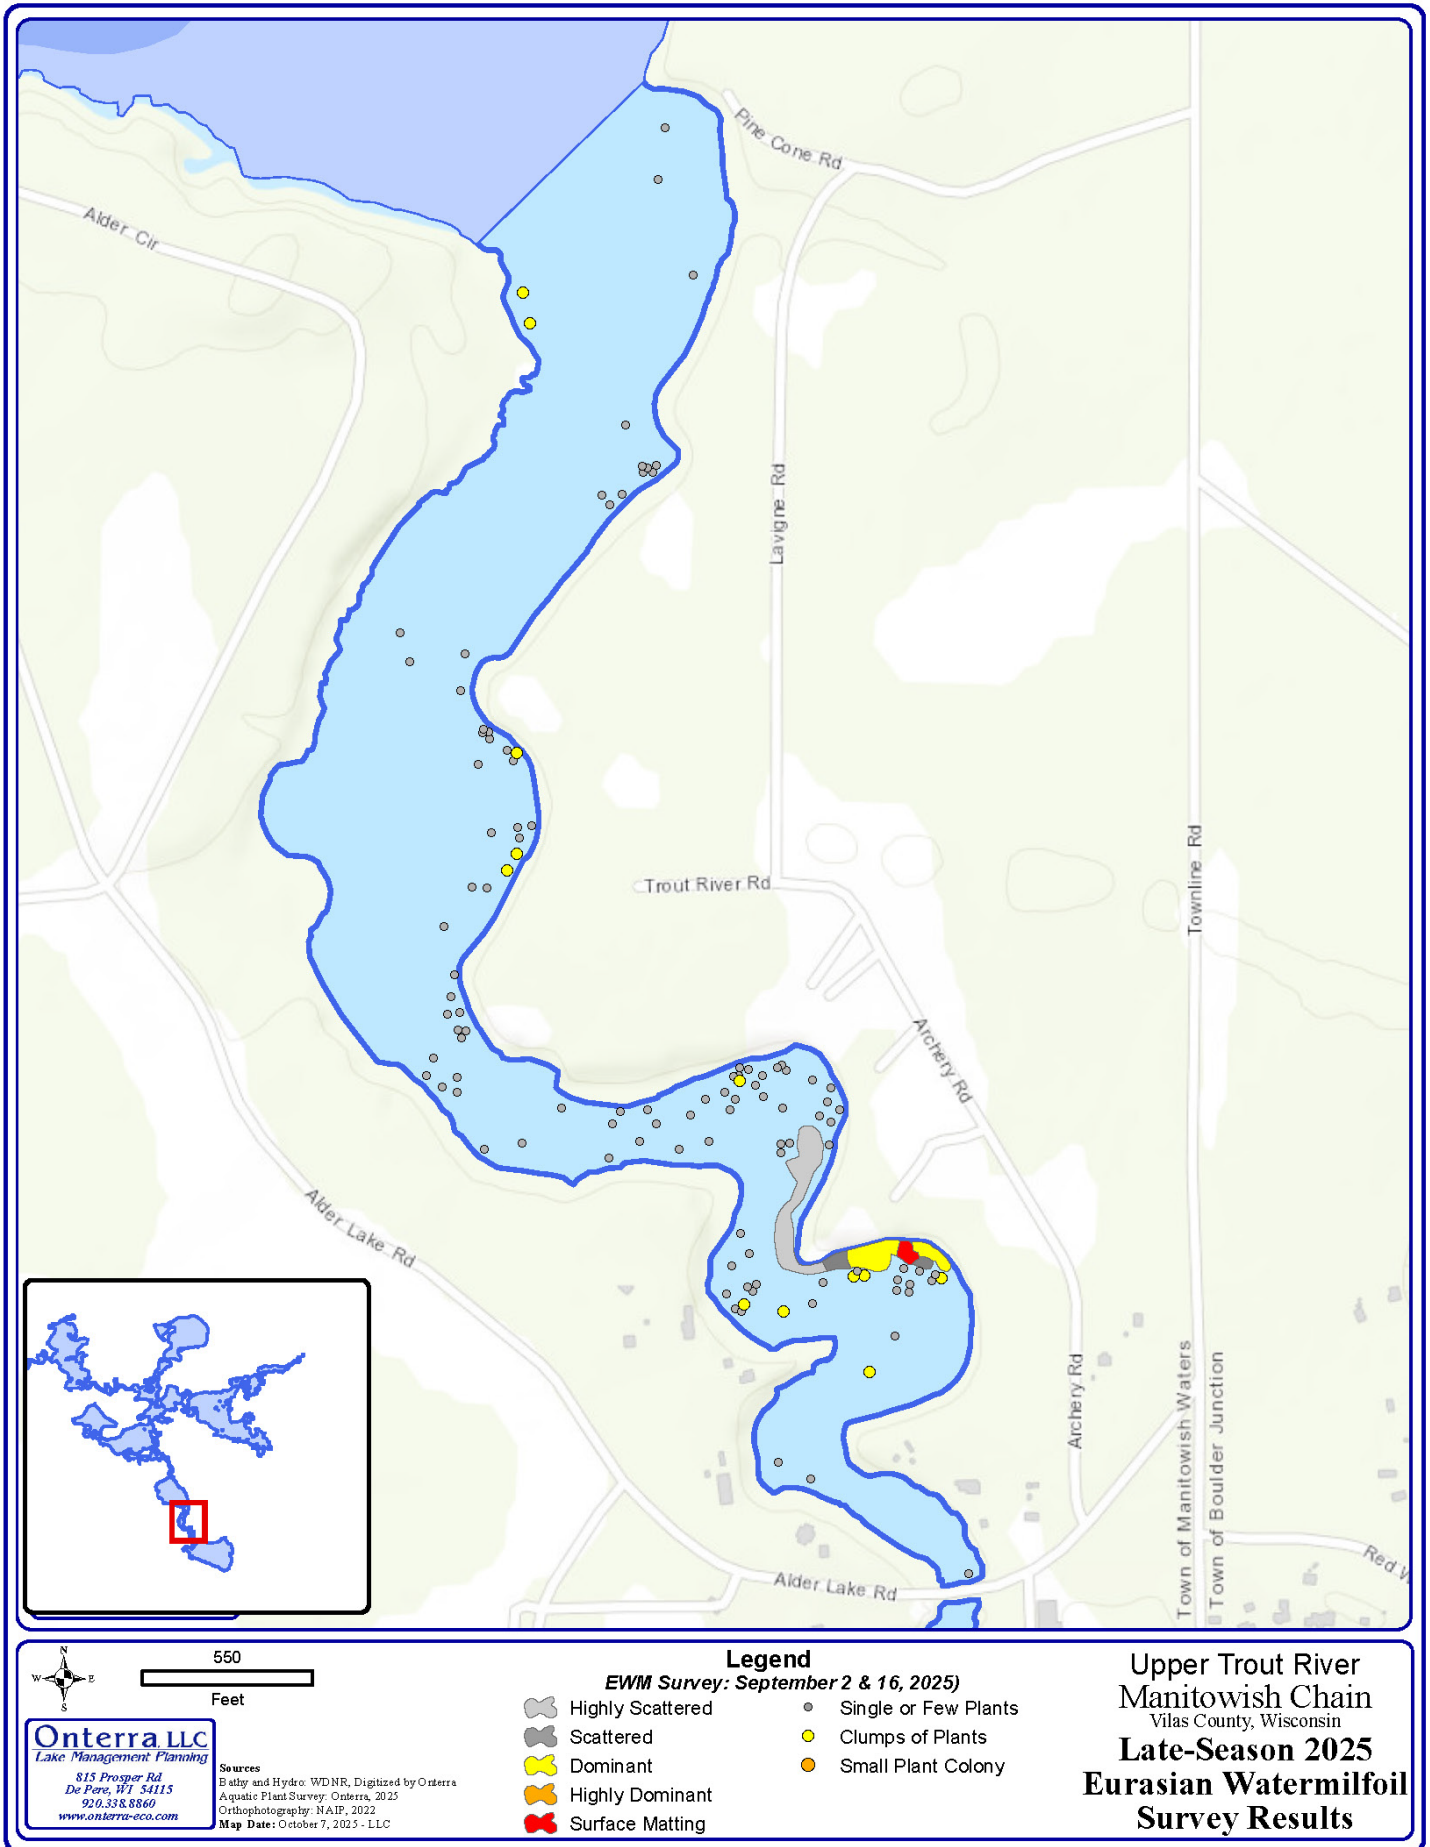 Pine Cone Rd
Alder Cir
Lavigne Rd
Townline Rd
Trout River Rd
Archery Rd
Alder Lake Rd
Archery Rd
Town of Manitowish Waters
Town of Boulder Junction
Red W
Alder Lake Rd
N
W E
S
550
Feet
Onterra, LLC
Lake Management Planning
815 Prosper Rd
De Pere, WI 54115
920.338.8860
www.onterra-eco.com
Sources
Bathy and Hydro: WDNR, Digitized by Onterra
Aquatic Plant Survey: Onterra, 2025
Orthophotography: NAIP, 2022
Map Date: October 7, 2025 - LLC
Legend
EWM Survey: September 2 & 16, 2025)
Highly Scattered
Scattered
Dominant
Highly Dominant
Surface Matting
Single or Few Plants
Clumps of Plants
Small Plant Colony
Upper Trout River
Manitowish Chain
Vilas County, Wisconsin
Late-Season 2025
Eurasian Watermilfoil
Survey Results